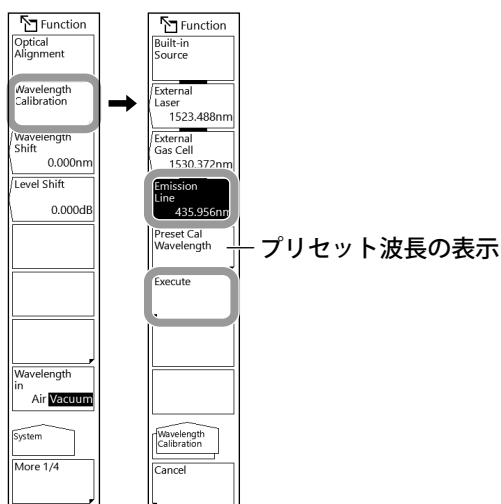 Function
Optical
Alignment
Wavelength
Calibration
Wavelength
Shift
0.000nm
Level Shift
0.000dB
Wavelength
in
Air Vacuum
System
More 1/4
Function
Built-in
Source
External
Laser
1523.488nm
External
Gas Cell
1530.372nm
Emission
Line
435.956nm
Preset Cal
Wavelength
プリセット波長の表示
Execute
Wavelength
Calibration
Cancel